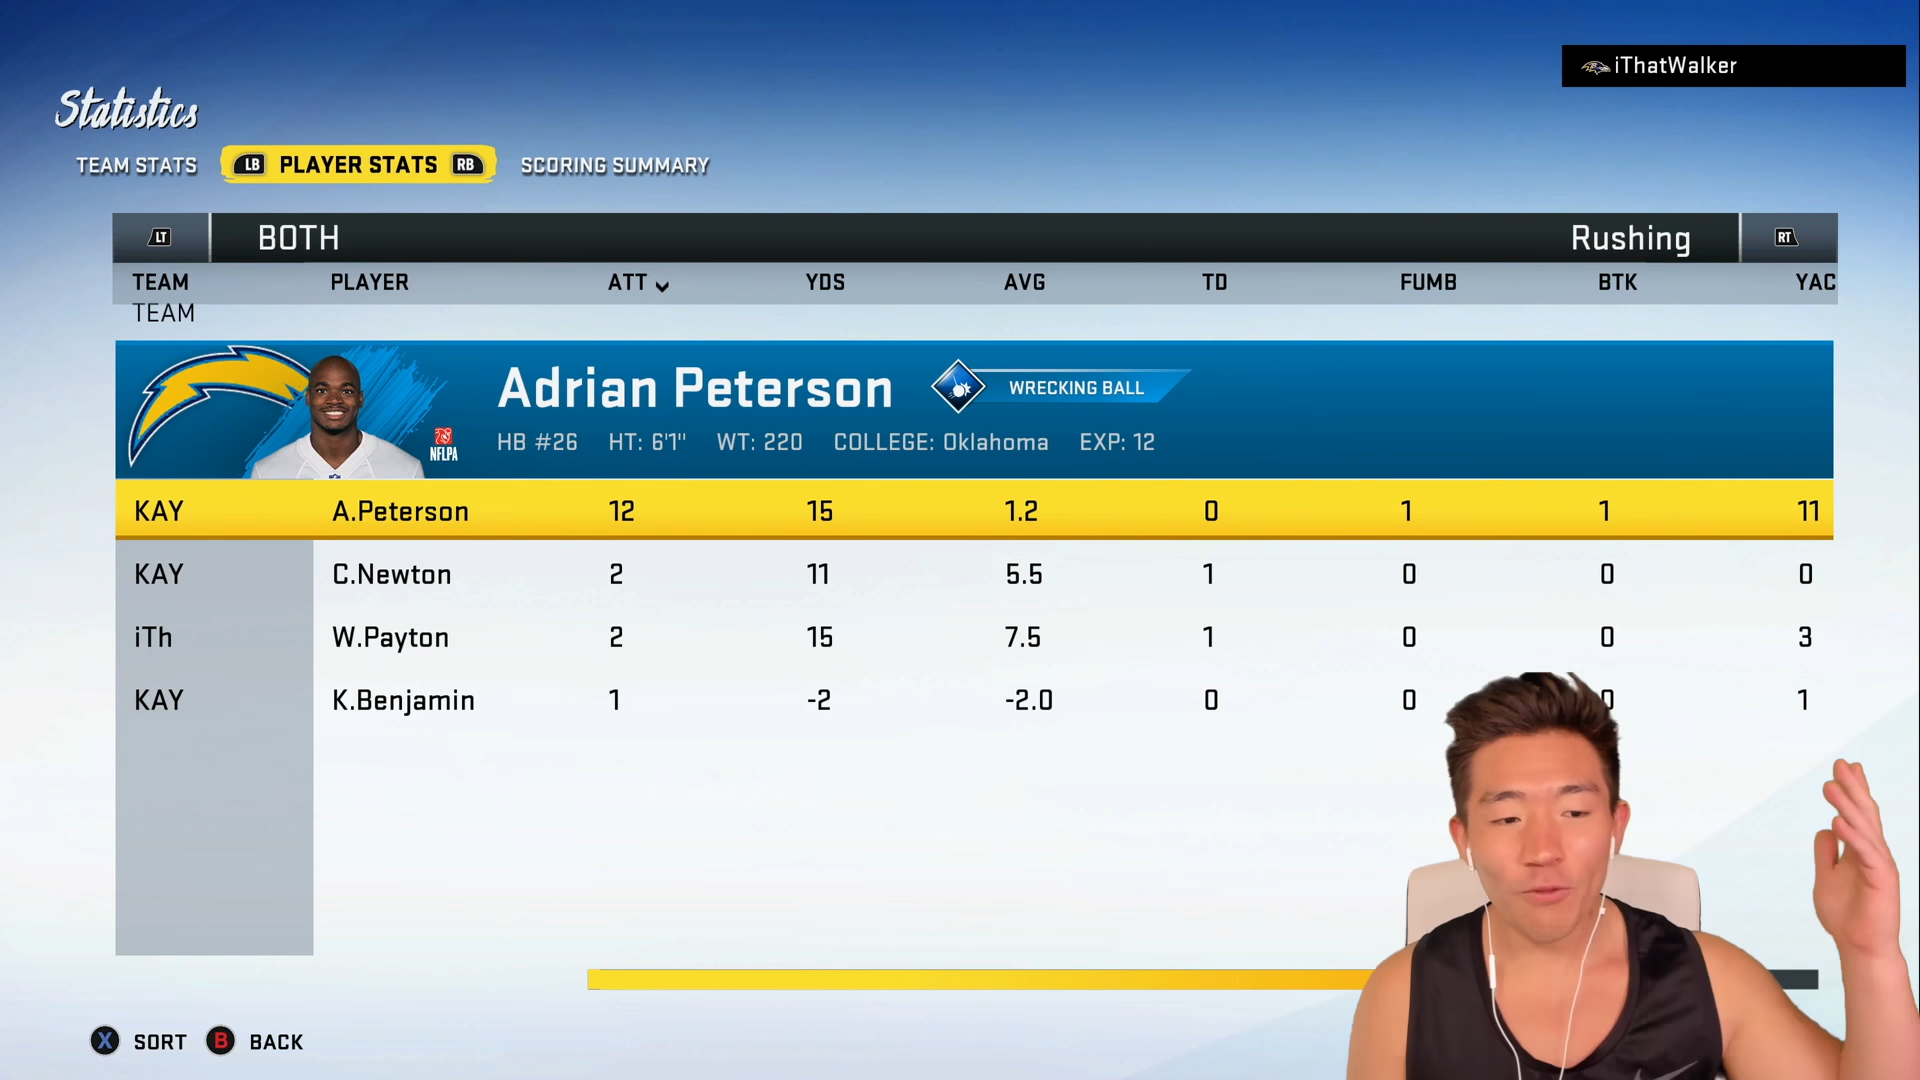 iThatWalker
Statistics
TEAM STATS LB PLAYER STATS RB SCORING SUMMARY
LT BOTH Rushing RT
TEAM PLAYER ATT YDS AVG TD FUMB BTK YAC
TEAM
Adrian Peterson WRECKING BALL
HB #26 HT: 6'1" WT: 220 COLLEGE: Oklahoma EXP: 12
NFLPA
KAY A.Peterson 12 15 1.2 0 1 1 11
KAY C.Newton 2 11 5.5 1 0 0 0
iTh W.Payton 2 15 7.5 1 0 0 3
KAY K.Benjamin 1 -2 -2.0 0 0 0 1
X SORT B BACK